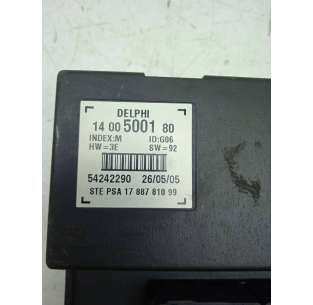 DELPHI
14 00 5001 80
INDEX:M ID:G06
HW=3E SW=92
54242290 26/05/05
STE PSA 17 887 810 99